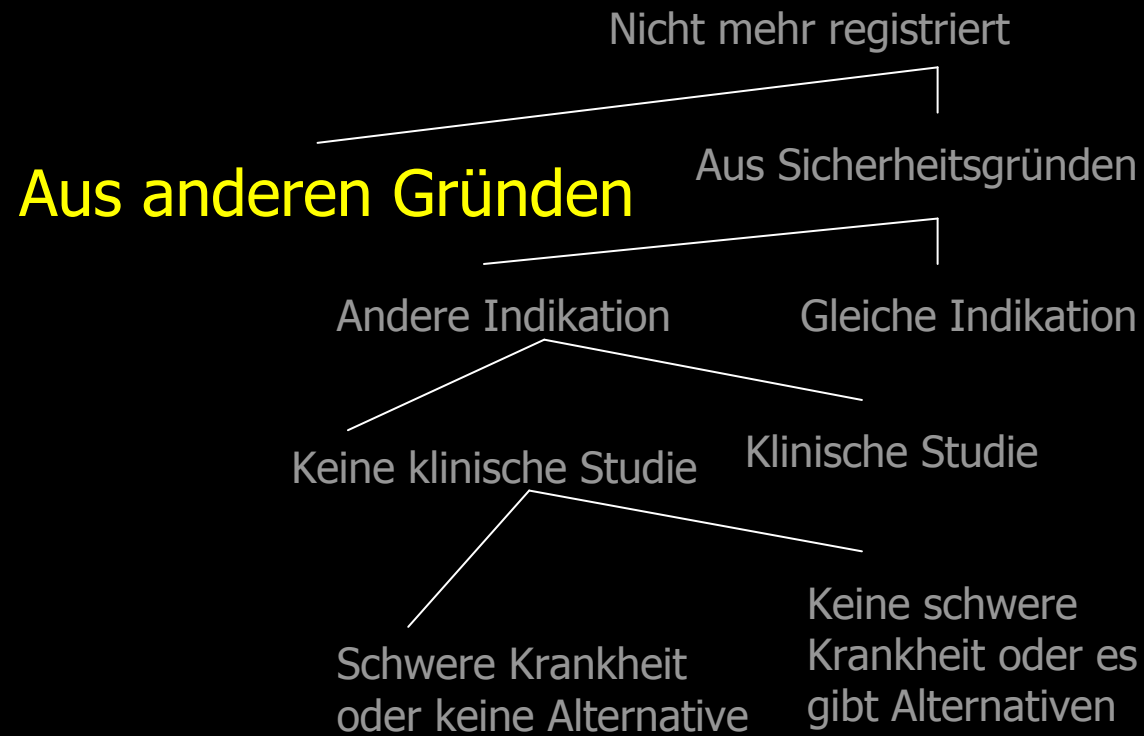 Nicht mehr registriert
Aus anderen Gründen
Aus Sicherheitsgründen
Andere Indikation
Gleiche Indikation
Keine klinische Studie
Klinische Studie
Schwere Krankheit
oder keine Alternative
Keine schwere
Krankheit oder es
gibt Alternativen